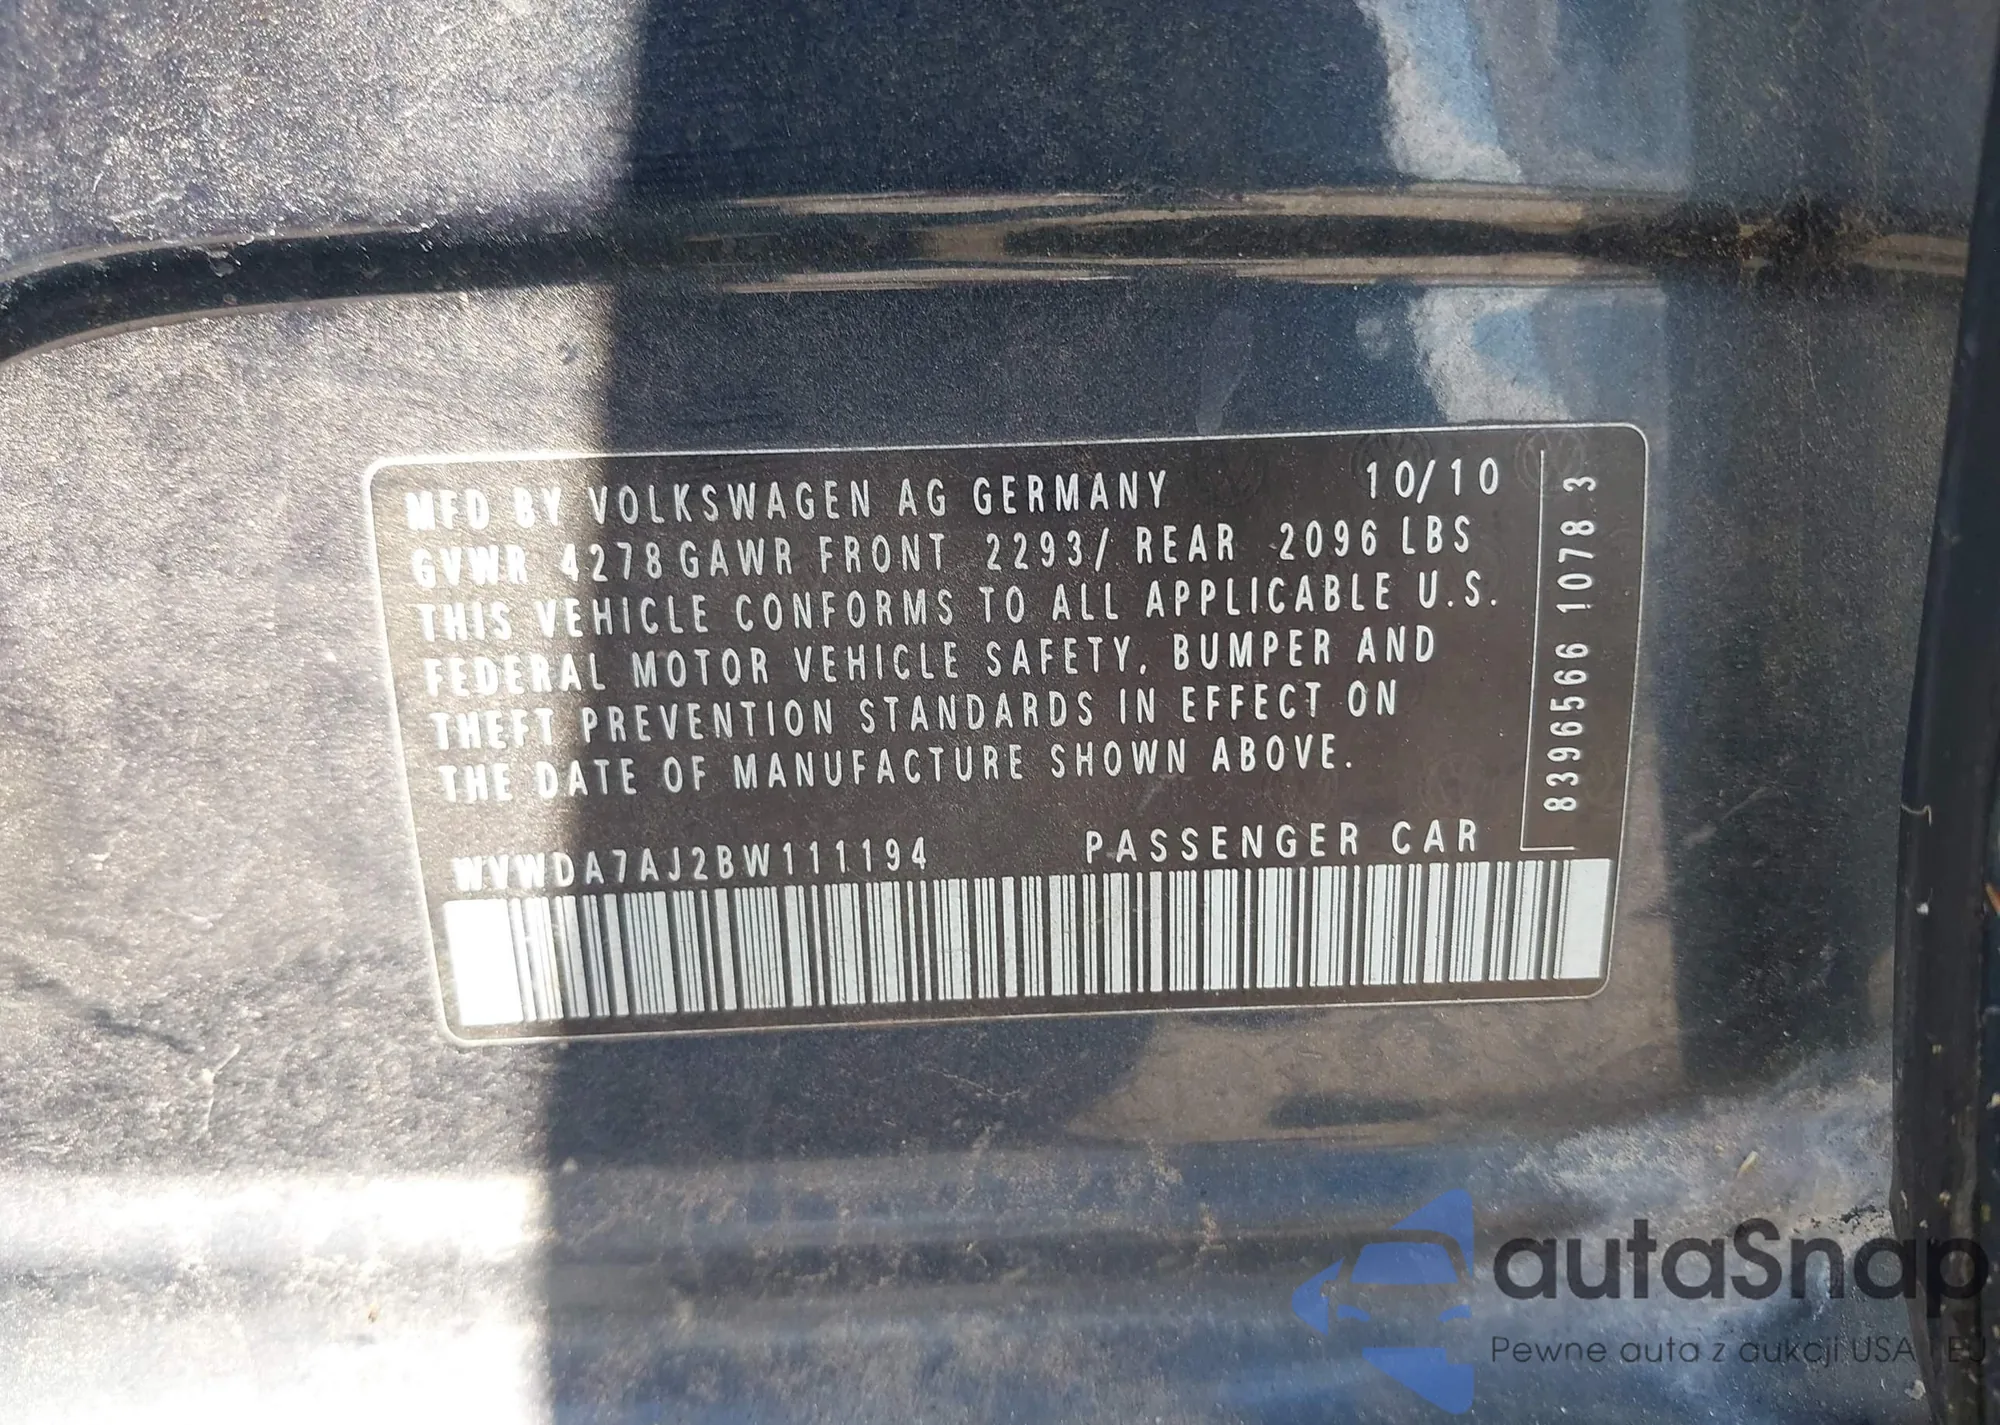 MFD BY VOLKSWAGEN AG GERMANY 10/10
GVWR 4278 GAWR FRONT 2293/ REAR 2096 LBS
THIS VEHICLE CONFORMS TO ALL APPLICABLE U.S.
FEDERAL MOTOR VEHICLE SAFETY, BUMPER AND
THEFT PREVENTION STANDARDS IN EFFECT ON
THE DATE OF MANUFACTURE SHOWN ABOVE.
WVWDA7AJ2BW111194 PASSENGER CAR
8396566 1078 3
autaSnap
Pewne auta z aukcji USA i EU